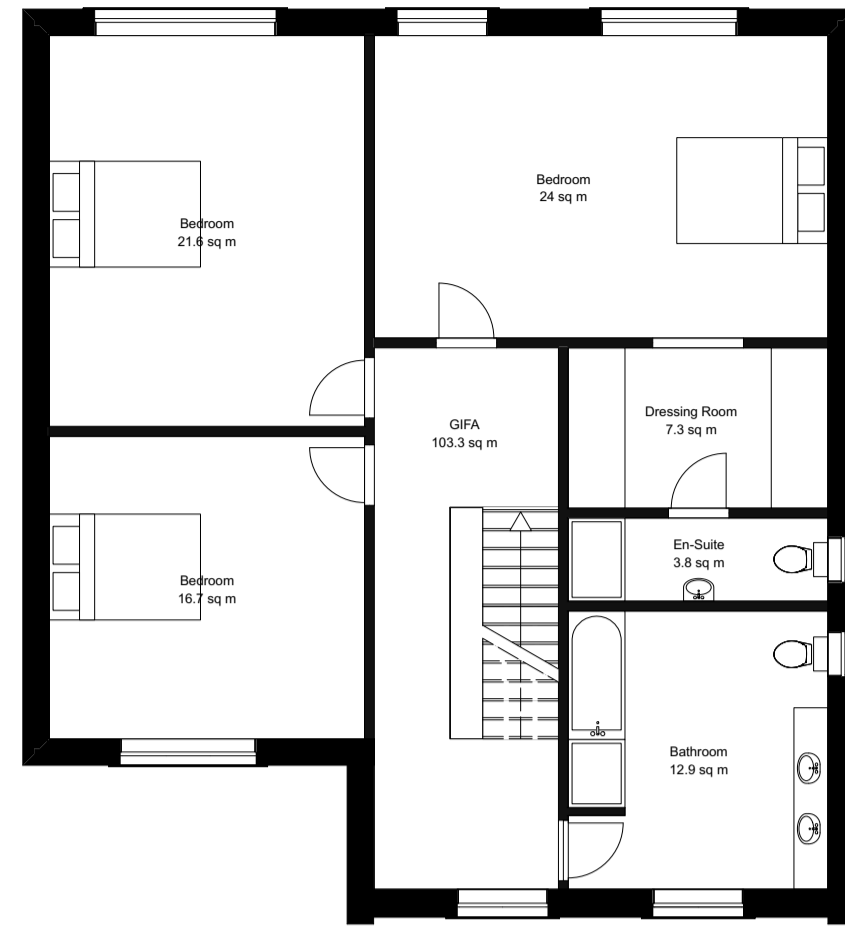 Bedroom
24 sq m
Bedroom
21.6 sq m
Dressing Room
7.3 sq m
GIFA
103.3 sq m
En-Suite
3.8 sq m
Bedroom
16.7 sq m
Bathroom
12.9 sq m